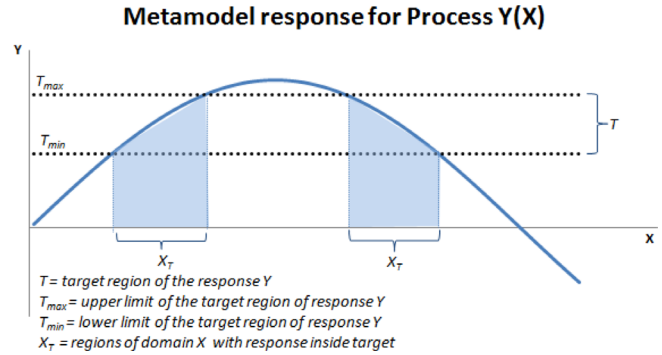 Metamodel response for Process Y(X)
Y
Tmax
T
Tmin
X
XT
XT
T = target region of the response Y
Tmax = upper limit of the target region of response Y
Tmin = lower limit of the target region of response Y
XT = regions of domain X with response inside target